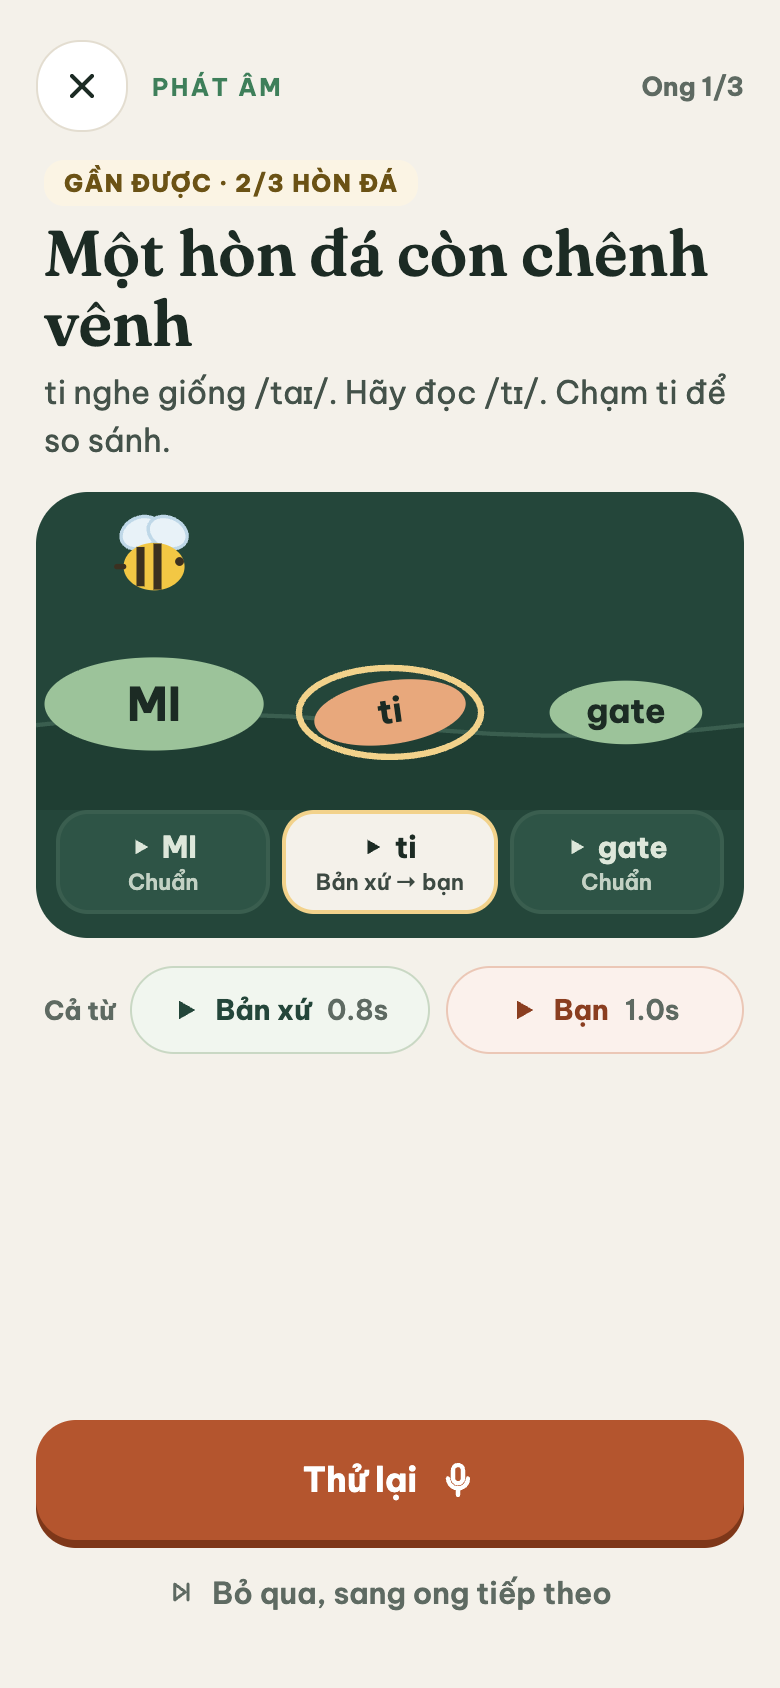 PHÁT ÂM
Ong 1/3
GẦN ĐƯỢC · 2/3 HÒN ĐÁ
Một hòn đá còn chênh
vênh
ti nghe giống /taɪ/. Hãy đọc /tɪ/. Chạm ti để
so sánh.
MI
ti
gate
MI
Chuẩn
ti
Bản xứ → bạn
gate
Chuẩn
Cả từ
Bản xứ 0.8s
Bạn 1.0s
Thử lại
Bỏ qua, sang ong tiếp theo